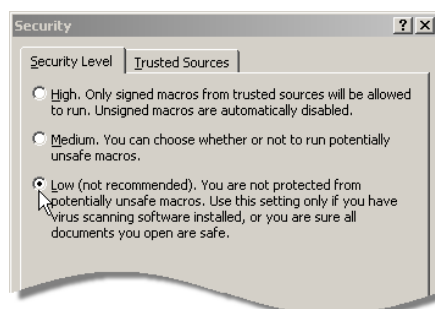 Security
Security Level
Trusted Sources
High. Only signed macros from trusted sources will be allowed
to run. Unsigned macros are automatically disabled.
Medium. You can choose whether or not to run potentially
unsafe macros.
Low (not recommended). You are not protected from
potentially unsafe macros. Use this setting only if you have
virus scanning software installed, or you are sure all
documents you open are safe.